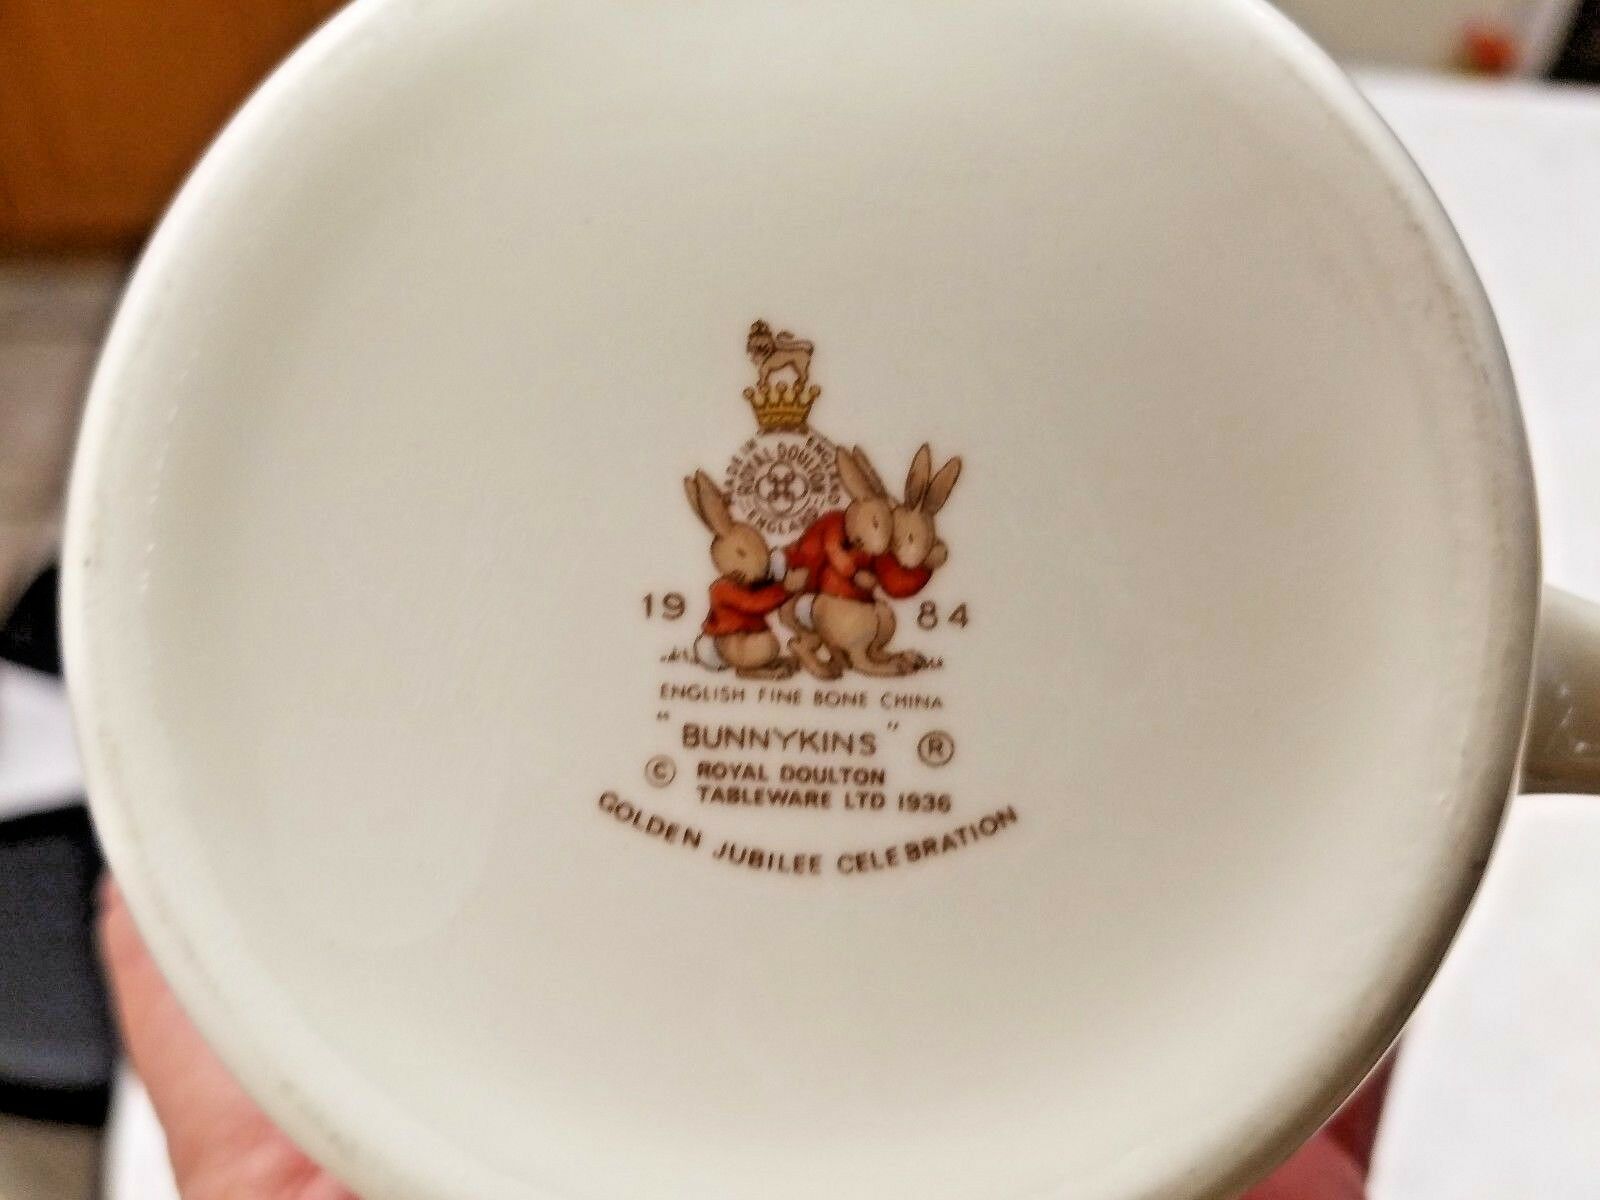 MADE IN ENGLAND
ROYAL DOULTON
ENGLAND
19 84
ENGLISH FINE BONE CHINA
"BUNNYKINS" ®
© ROYAL DOULTON
TABLEWARE LTD 1936
GOLDEN JUBILEE CELEBRATION